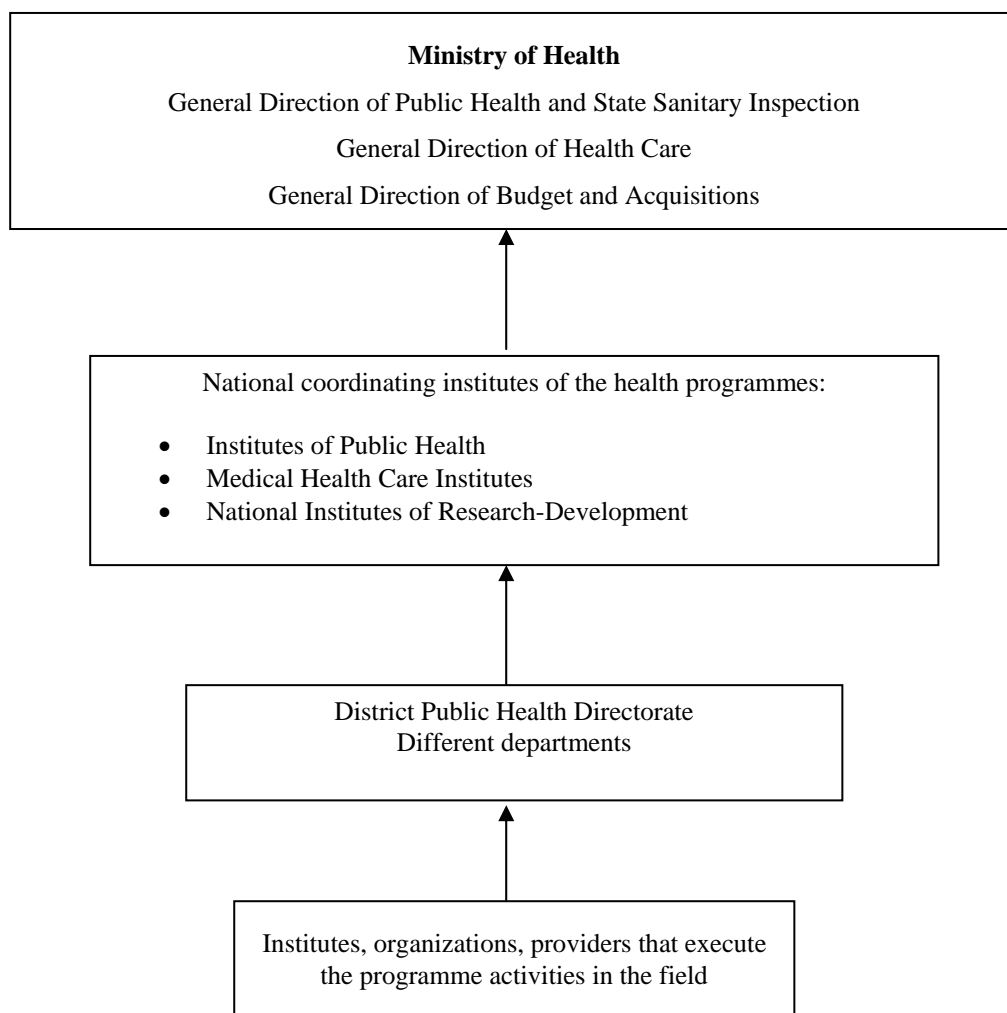 Ministry of Health
General Direction of Public Health and State Sanitary Inspection
General Direction of Health Care
General Direction of Budget and Acquisitions
National coordinating institutes of the health programmes:
• Institutes of Public Health
• Medical Health Care Institutes
• National Institutes of Research-Development
District Public Health Directorate
Different departments
Institutes, organizations, providers that execute
the programme activities in the field